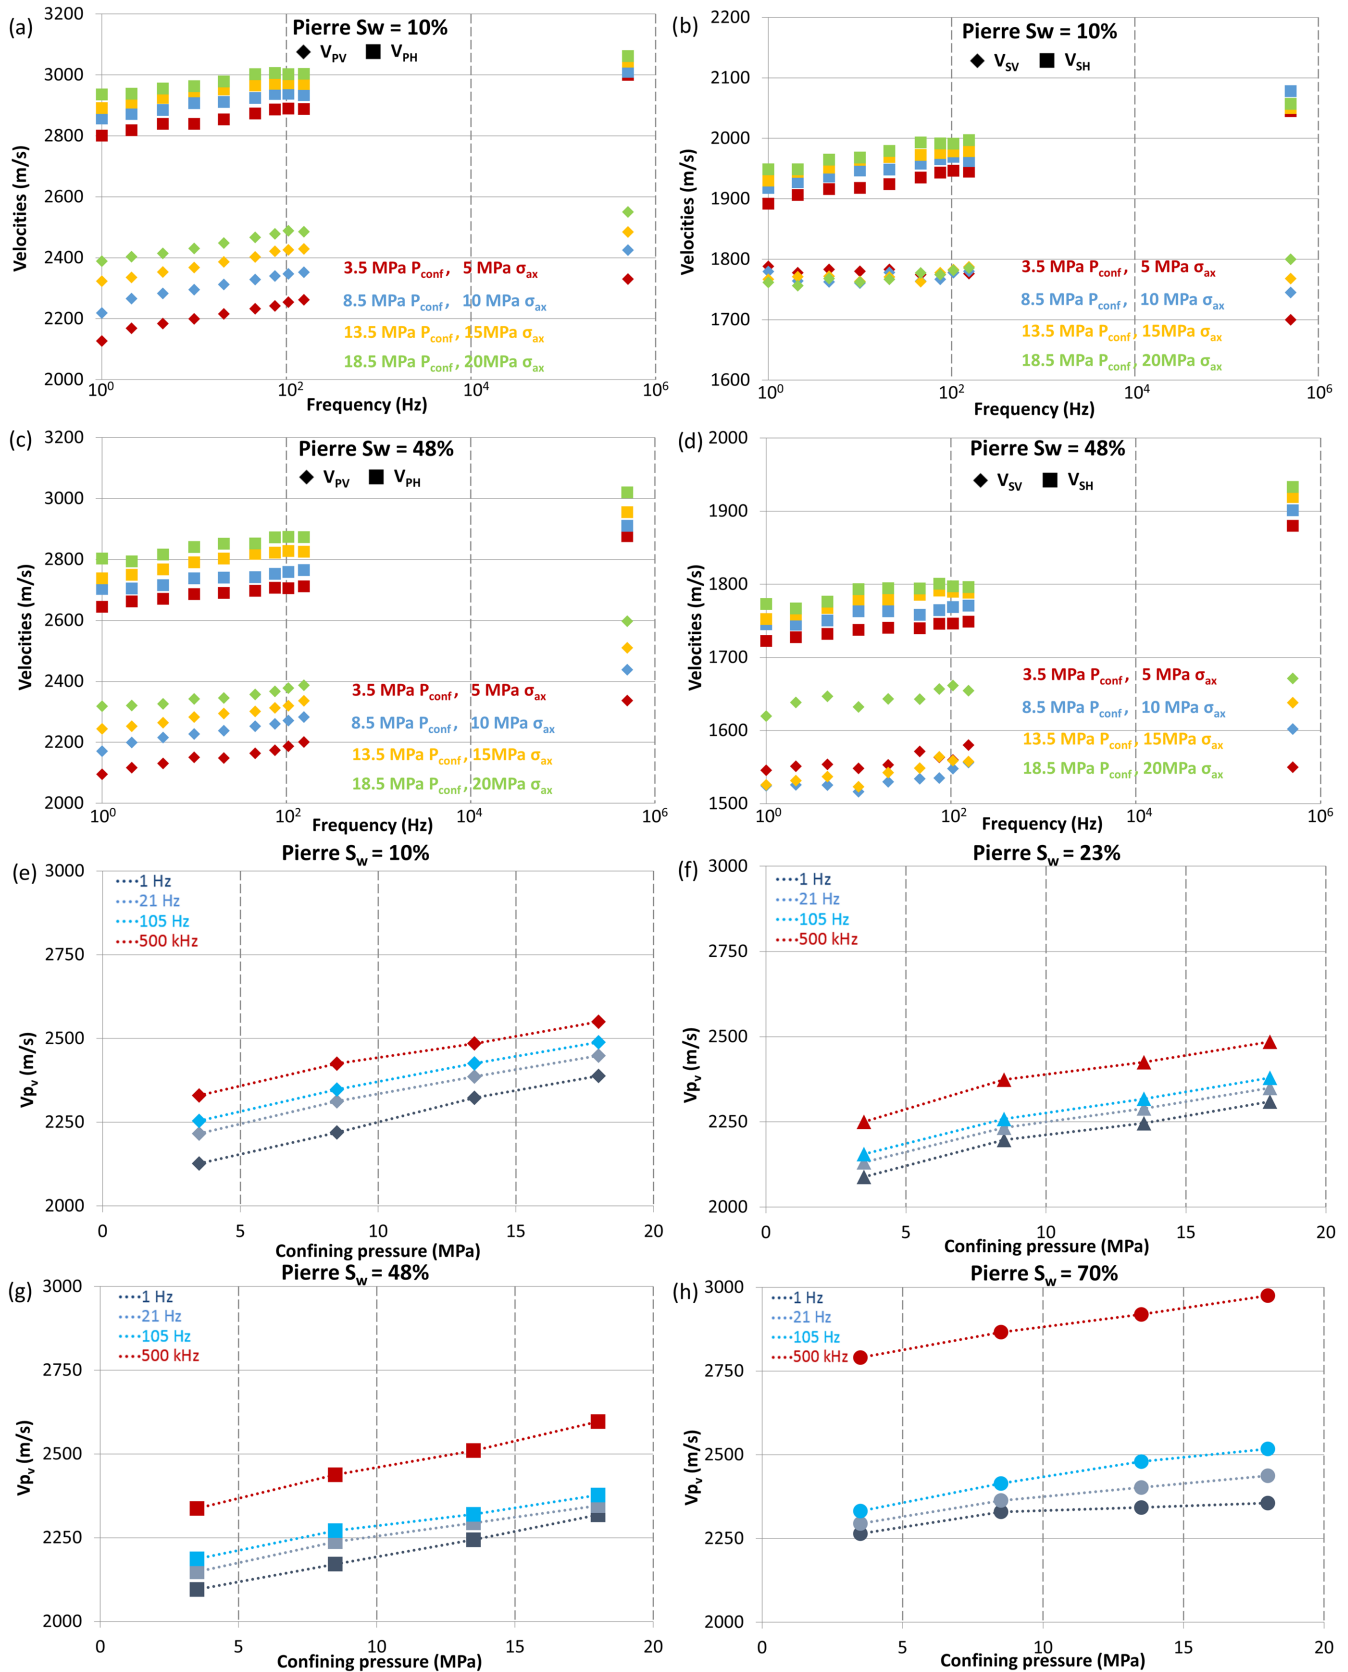 (a)
Pierre Sw = 10%
V_PV V_PH
3200
3000
2800
2600
2400
2200
2000
Velocities (m/s)
3.5 MPa P_conf, 5 MPa σ_ax
8.5 MPa P_conf, 10 MPa σ_ax
13.5 MPa P_conf, 15MPa σ_ax
18.5 MPa P_conf, 20MPa σ_ax
10^0 10^2 10^4 10^6
Frequency (Hz)
(b)
Pierre Sw = 10%
V_SV V_SH
2200
2100
2000
1900
1800
1700
1600
Velocities (m/s)
3.5 MPa P_conf, 5 MPa σ_ax
8.5 MPa P_conf, 10 MPa σ_ax
13.5 MPa P_conf, 15MPa σ_ax
18.5 MPa P_conf, 20MPa σ_ax
10^0 10^2 10^4 10^6
Frequency (Hz)
(c)
Pierre Sw = 48%
V_PV V_PH
3200
3000
2800
2600
2400
2200
2000
Velocities (m/s)
3.5 MPa P_conf, 5 MPa σ_ax
8.5 MPa P_conf, 10 MPa σ_ax
13.5 MPa P_conf, 15MPa σ_ax
18.5 MPa P_conf, 20MPa σ_ax
10^0 10^2 10^4 10^6
Frequency (Hz)
(d)
Pierre Sw = 48%
V_SV V_SH
2000
1900
1800
1700
1600
1500
Velocities (m/s)
3.5 MPa P_conf, 5 MPa σ_ax
8.5 MPa P_conf, 10 MPa σ_ax
13.5 MPa P_conf, 15MPa σ_ax
18.5 MPa P_conf, 20MPa σ_ax
10^0 10^2 10^4 10^6
Frequency (Hz)
(e)
Pierre S_w = 10%
3000
2750
2500
2250
2000
Vp_v (m/s)
1 Hz
21 Hz
105 Hz
500 kHz
0 5 10 15 20
Confining pressure (MPa)
(f)
Pierre S_w = 23%
3000
2750
2500
2250
2000
Vp_v (m/s)
1 Hz
21 Hz
105 Hz
500 kHz
0 5 10 15 20
Confining pressure (MPa)
(g)
Pierre S_w = 48%
3000
2750
2500
2250
2000
Vp_v (m/s)
1 Hz
21 Hz
105 Hz
500 kHz
0 5 10 15 20
Confining pressure (MPa)
(h)
Pierre S_w = 70%
3000
2750
2500
2250
2000
Vp_v (m/s)
1 Hz
21 Hz
105 Hz
500 kHz
0 5 10 15 20
Confining pressure (MPa)